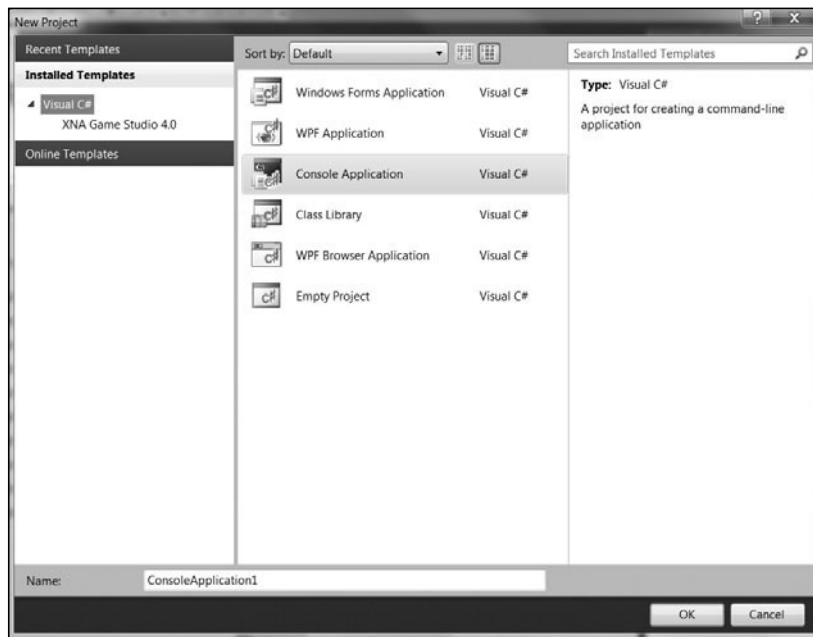 New Project
Recent Templates
Installed Templates
Visual C#
XNA Game Studio 4.0
Online Templates
Sort by: Default
Windows Forms Application Visual C#
WPF Application Visual C#
Console Application Visual C#
Class Library Visual C#
WPF Browser Application Visual C#
Empty Project Visual C#
Search Installed Templates
Type: Visual C#
A project for creating a command-line
application
Name: ConsoleApplication1
OK Cancel